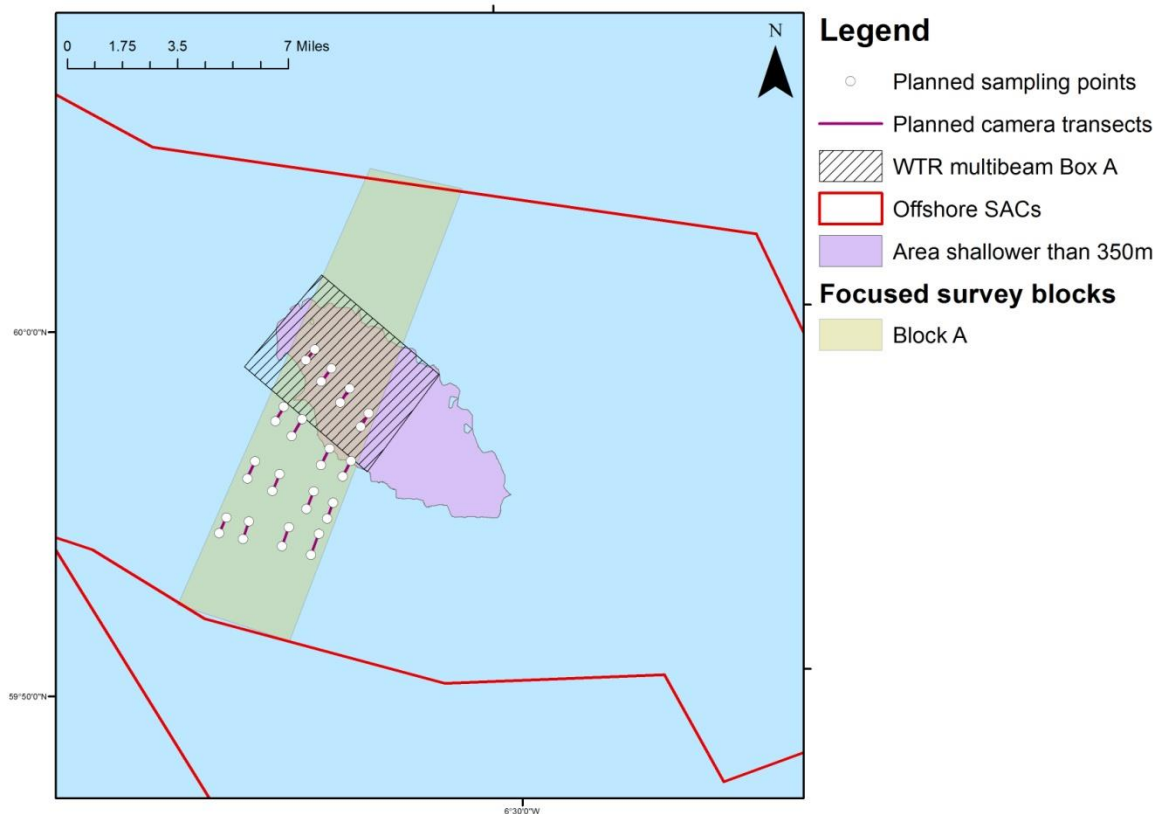 0 1.75 3.5 7 Miles
N
60°0'0"N
59°50'0"N
6°30'0"W
Legend
Planned sampling points
Planned camera transects
WTR multibeam Box A
Offshore SACs
Area shallower than 350m
Focused survey blocks
Block A